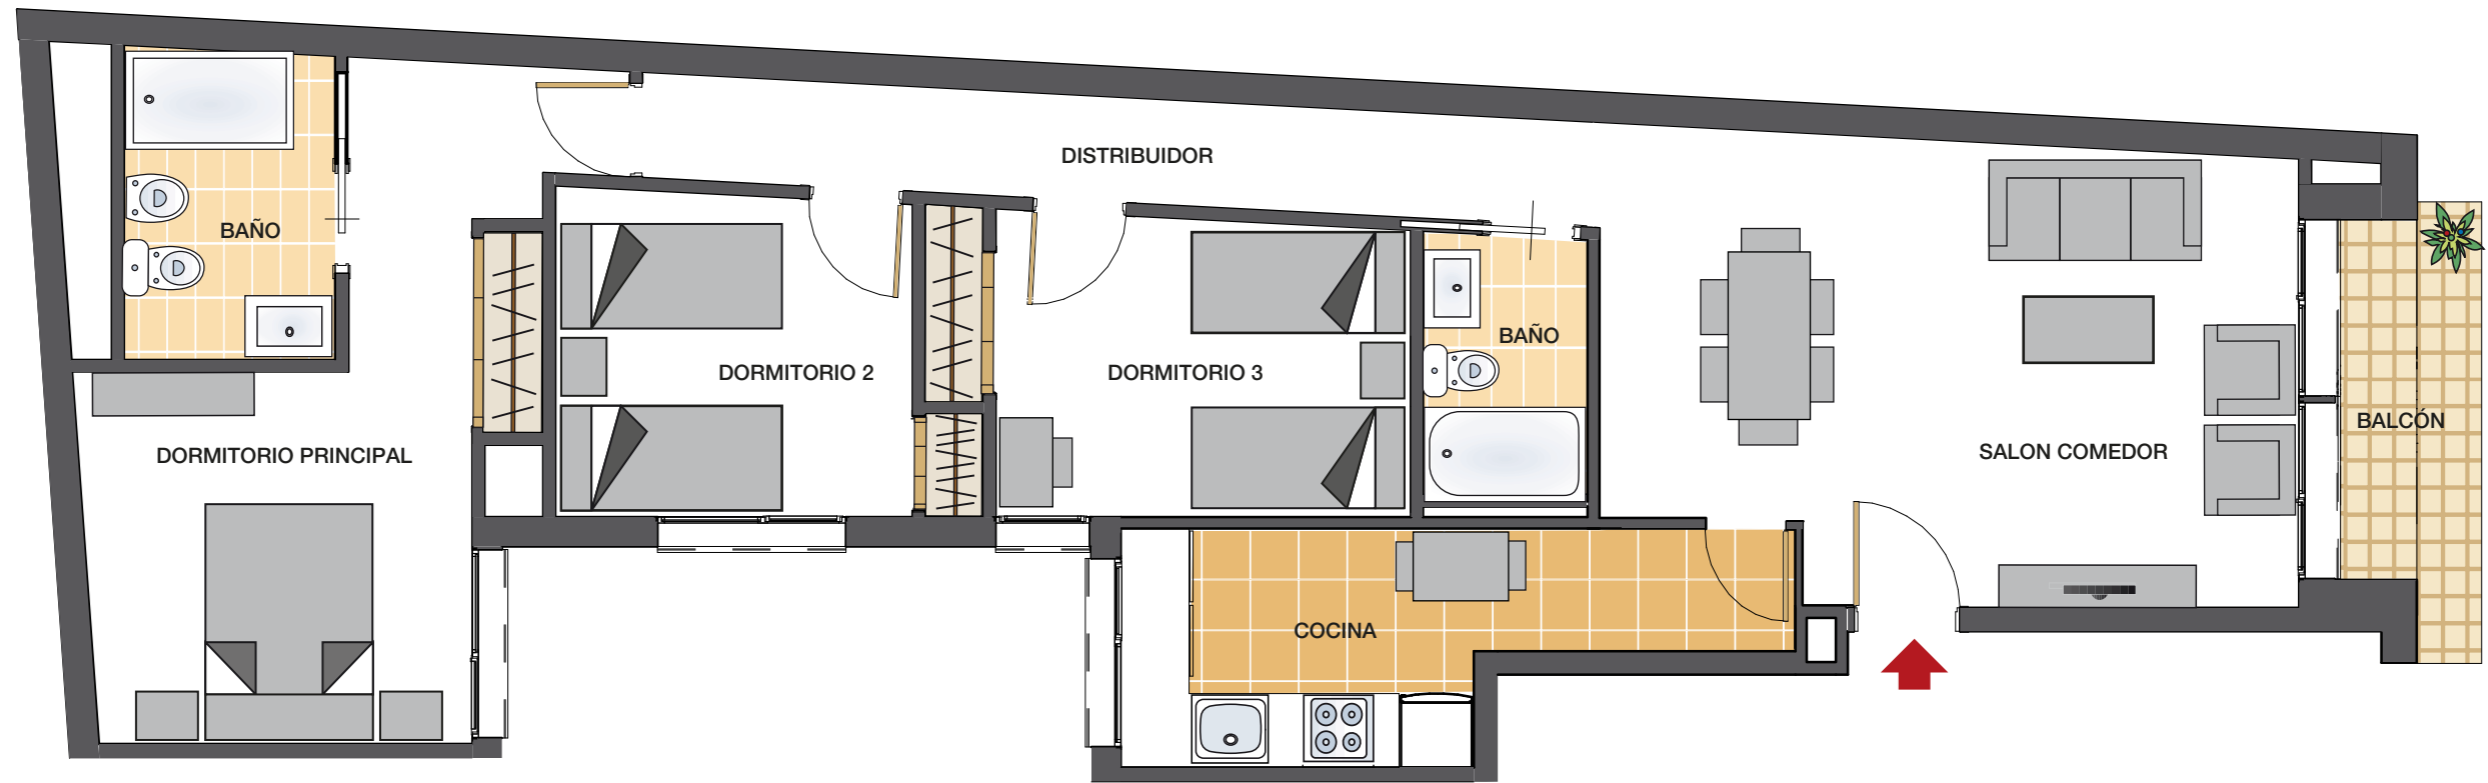 DISTRIBUIDOR
BAÑO
BAÑO
DORMITORIO 2
DORMITORIO 3
BALCÓN
DORMITORIO PRINCIPAL
SALON COMEDOR
COCINA